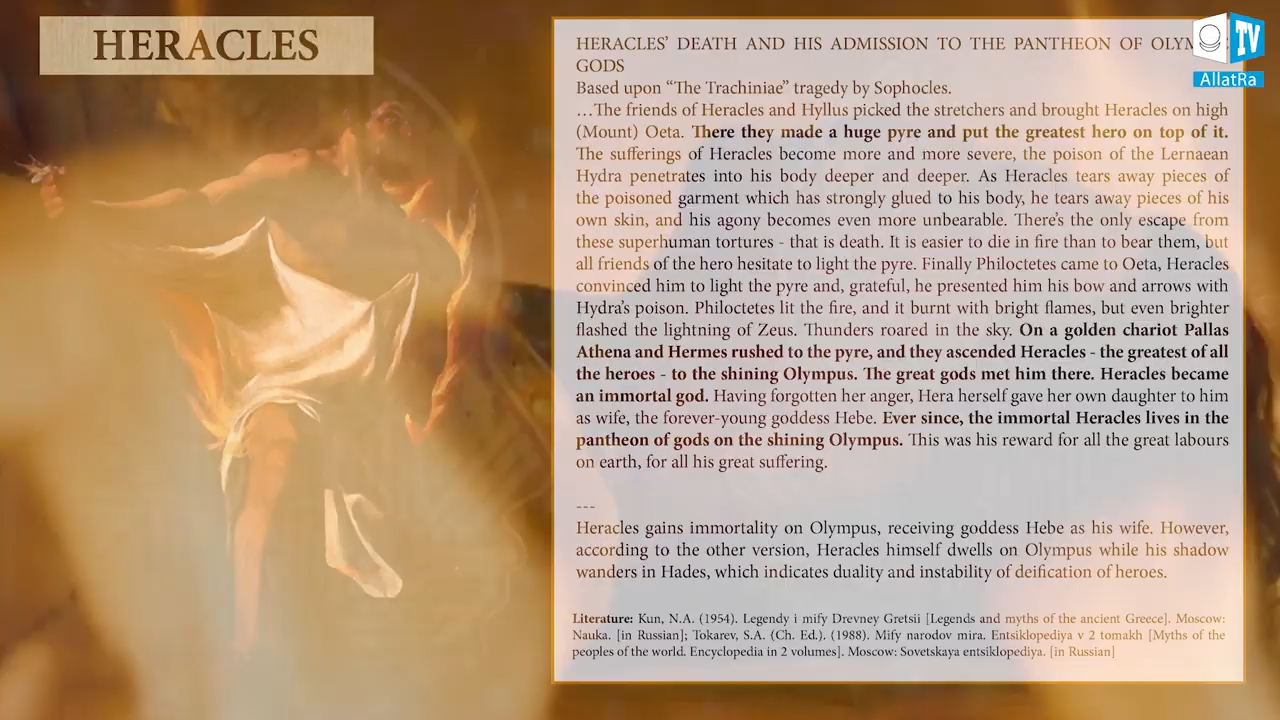 HERACLES
HERACLES' DEATH AND HIS ADMISSION TO THE PANTHEON OF
GODS
Based upon “The Trachiniae” tragedy by Sophocles.
…The friends of Heracles and Hyllus picked the stretchers and brought Heracles on high
(Mount) Oeta. There they made a huge pyre and put the greatest hero on top of it.
The sufferings of Heracles become more and more severe, the poison of the Lernaean
Hydra penetrates into his body deeper and deeper. As Heracles tears away pieces of
the poisoned garment which has strongly glued to his body, he tears away pieces of his
own skin, and his agony becomes even more unbearable. There’s the only escape from
these superhuman tortures - that is death. It is easier to die in fire than to bear them, but
all friends of the hero hesitate to light the pyre. Finally Philoctetes came to Oeta, Heracles
convinced him to light the pyre and, grateful, he presented him his bow and arrows with
Hydra’s poison. Philoctetes lit the fire, and it burnt with bright flames, but even brighter
flashed the lightning of Zeus. Thunders roared in the sky. On a golden chariot Pallas
Athena and Hermes rushed to the pyre, and they ascended Heracles - the greatest of all
the heroes - to the shining Olympus. The great gods met him there. Heracles became
an immortal god. Having forgotten her anger, Hera herself gave her own daughter to him
as wife, the forever-young goddess Hebe. Ever since, the immortal Heracles lives in the
pantheon of gods on the shining Olympus. This was his reward for all the great labours
on earth, for all his great suffering.
---
Heracles gains immortality on Olympus, receiving goddess Hebe as his wife. However,
according to the other version, Heracles himself dwells on Olympus while his shadow
wanders in Hades, which indicates duality and instability of deification of heroes.
Literature: Kun, N.A. (1954). Legendy i mify Drevney Gretsii [Legends and myths of the ancient Greece]. Moscow:
Nauka. [in Russian]; Tokarev, S.A. (Ch. Ed.). (1988). Mify narodov mira. Entsiklopediya v 2 tomakh [Myths of the
peoples of the world. Encyclopedia in 2 volumes]. Moscow: Sovetskaya entsiklopediya. [in Russian]
TV
AllatRa